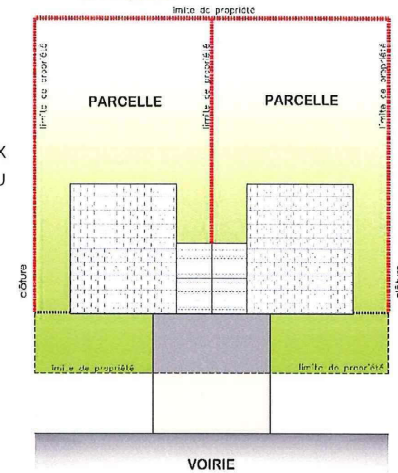 limite de propriété
PARCELLE
PARCELLE
limite de propriété
limite de propriété
limite de propriété
X
U
clôture
clôture
limite de propriété
limite de propriété
VOIRIE